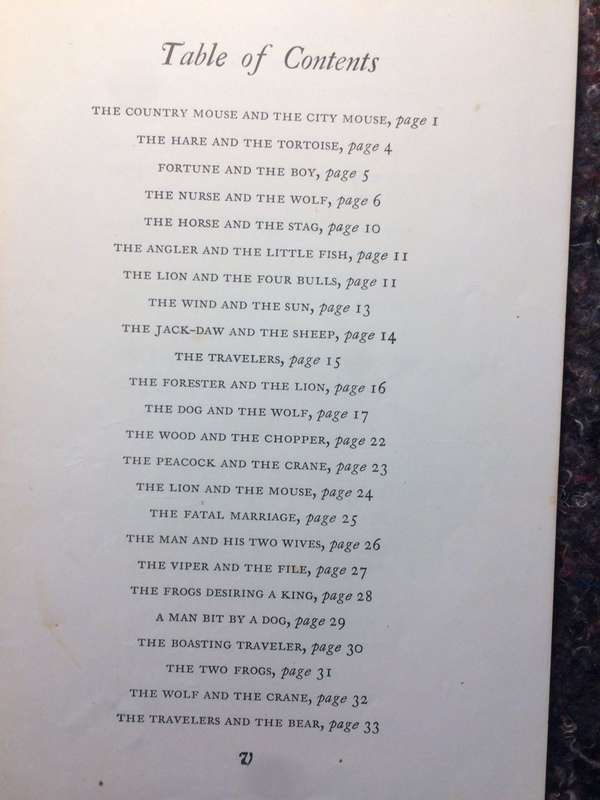 Table of Contents
THE COUNTRY MOUSE AND THE CITY MOUSE, page 1
THE HARE AND THE TORTOISE, page 4
FORTUNE AND THE BOY, page 5
THE NURSE AND THE WOLF, page 6
THE HORSE AND THE STAG, page 10
THE ANGLER AND THE LITTLE FISH, page 11
THE LION AND THE FOUR BULLS, page 11
THE WIND AND THE SUN, page 13
THE JACK-DAW AND THE SHEEP, page 14
THE TRAVELERS, page 15
THE FORESTER AND THE LION, page 16
THE DOG AND THE WOLF, page 17
THE WOOD AND THE CHOPPER, page 22
THE PEACOCK AND THE CRANE, page 23
THE LION AND THE MOUSE, page 24
THE FATAL MARRIAGE, page 25
THE MAN AND HIS TWO WIVES, page 26
THE VIPER AND THE FILE, page 27
THE FROGS DESIRING A KING, page 28
A MAN BIT BY A DOG, page 29
THE BOASTING TRAVELER, page 30
THE TWO FROGS, page 31
THE WOLF AND THE CRANE, page 32
THE TRAVELERS AND THE BEAR, page 33
V